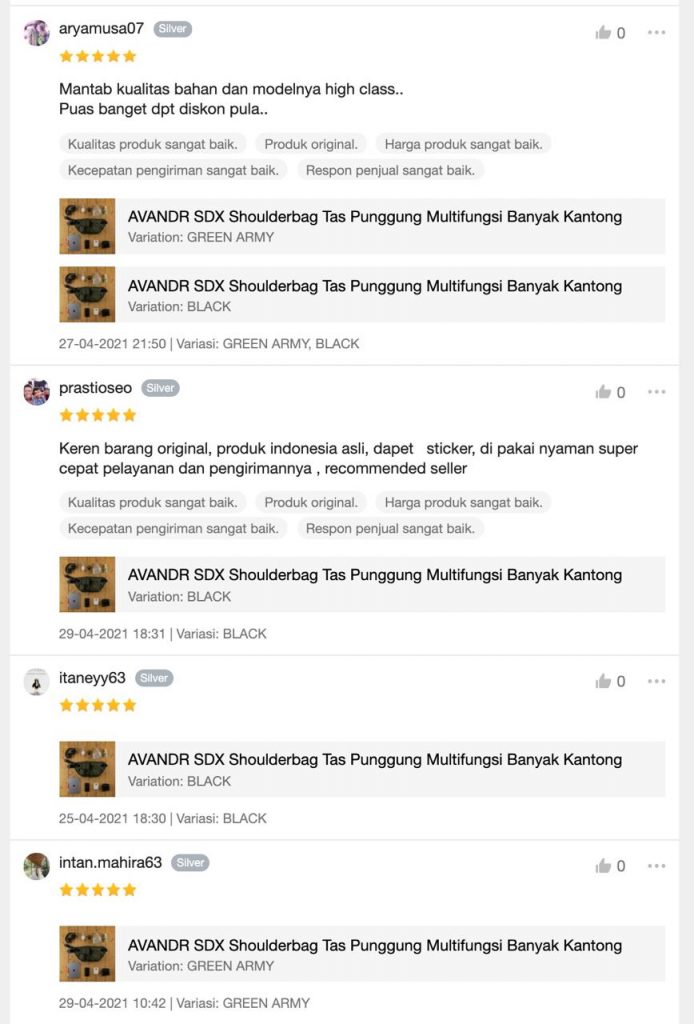 aryamusa07 Silver 0
Mantab kualitas bahan dan modelnya high class..
Puas banget dpt diskon pula..
Kualitas produk sangat baik. Produk original. Harga produk sangat baik.
Kecepatan pengiriman sangat baik. Respon penjual sangat baik.
AVANDR SDX Shoulderbag Tas Punggung Multifungsi Banyak Kantong
Variation: GREEN ARMY
AVANDR SDX Shoulderbag Tas Punggung Multifungsi Banyak Kantong
Variation: BLACK
27-04-2021 21:50 | Variasi: GREEN ARMY, BLACK
prastioseo Silver 0
Keren barang original, produk indonesia asli, dapet   sticker, di pakai nyaman super
cepat pelayanan dan pengirimannya , recommended seller
Kualitas produk sangat baik. Produk original. Harga produk sangat baik.
Kecepatan pengiriman sangat baik. Respon penjual sangat baik.
AVANDR SDX Shoulderbag Tas Punggung Multifungsi Banyak Kantong
Variation: BLACK
29-04-2021 18:31 | Variasi: BLACK
itaneyy63 Silver 0
AVANDR SDX Shoulderbag Tas Punggung Multifungsi Banyak Kantong
Variation: BLACK
25-04-2021 18:30 | Variasi: BLACK
intan.mahira63 Silver 0
AVANDR SDX Shoulderbag Tas Punggung Multifungsi Banyak Kantong
Variation: GREEN ARMY
29-04-2021 10:42 | Variasi: GREEN ARMY